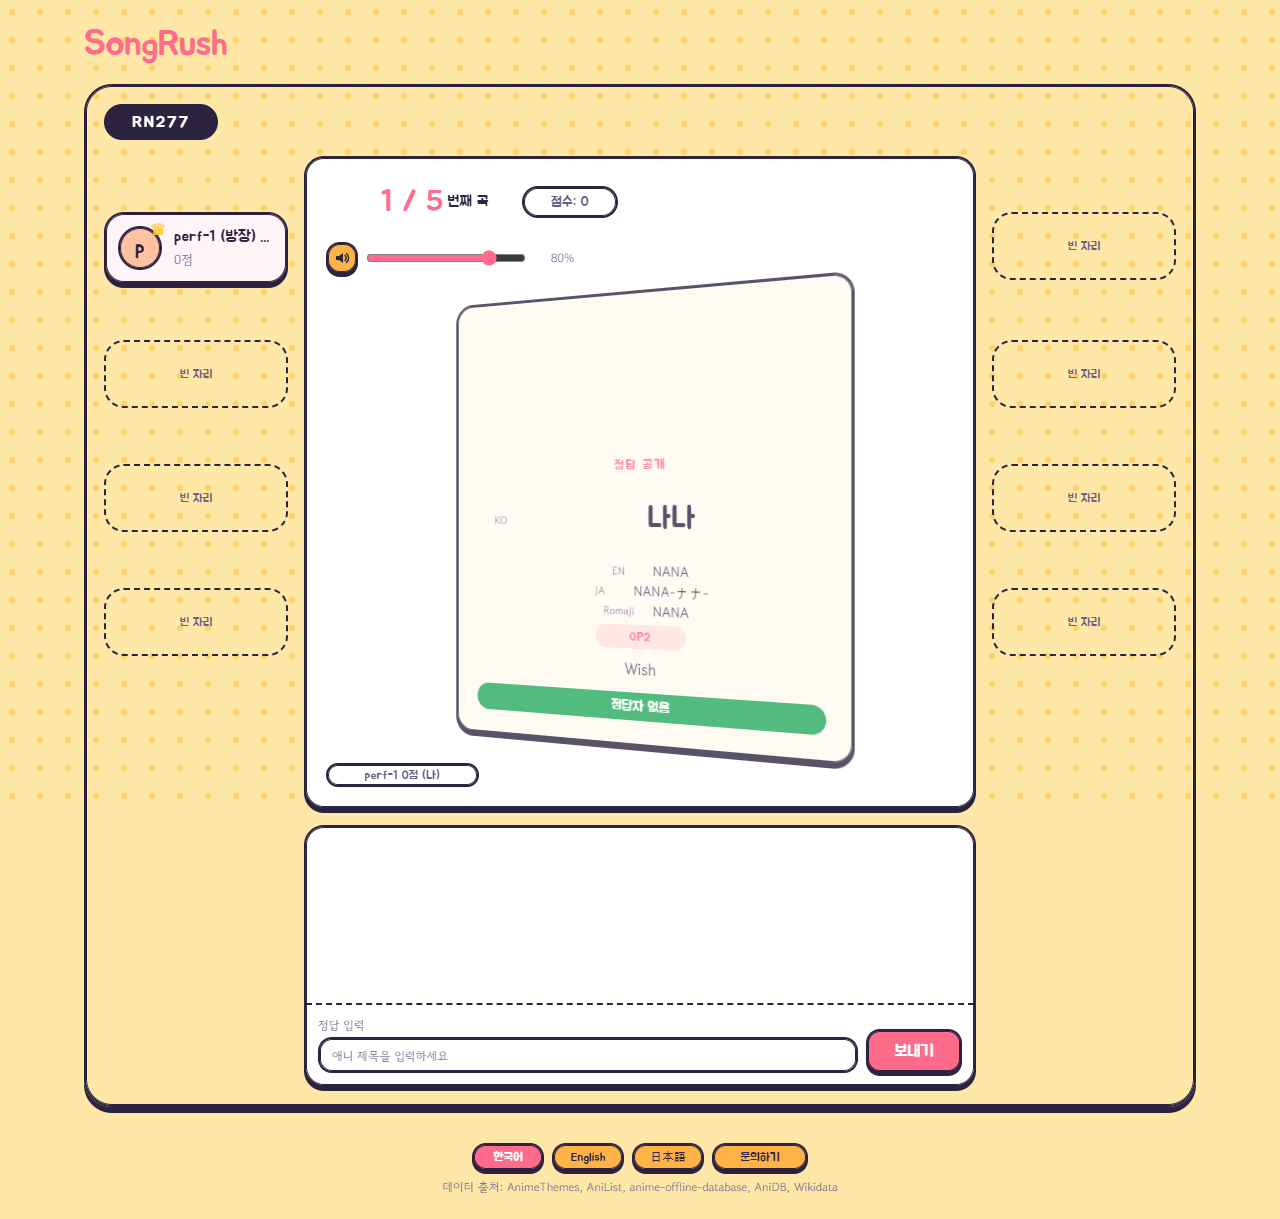 SongRush
RN277
1 / 5 번째 곡
점수: 0
P
perf-1 (방장) ...
0점
80%
빈 자리
빈 자리
빈 자리
빈 자리
빈 자리
빈 자리
빈 자리
정답 공개
KO 나나
EN NANA
JA NANA-ナナ-
Romaji NANA
OP2
Wish
정답자 없음
perf-1 0점 (나)
정답 입력
애니 제목을 입력하세요
보내기
한국어 English 日本語 문의하기
데이터 출처: AnimeThemes, AniList, anime-offline-database, AniDB, Wikidata